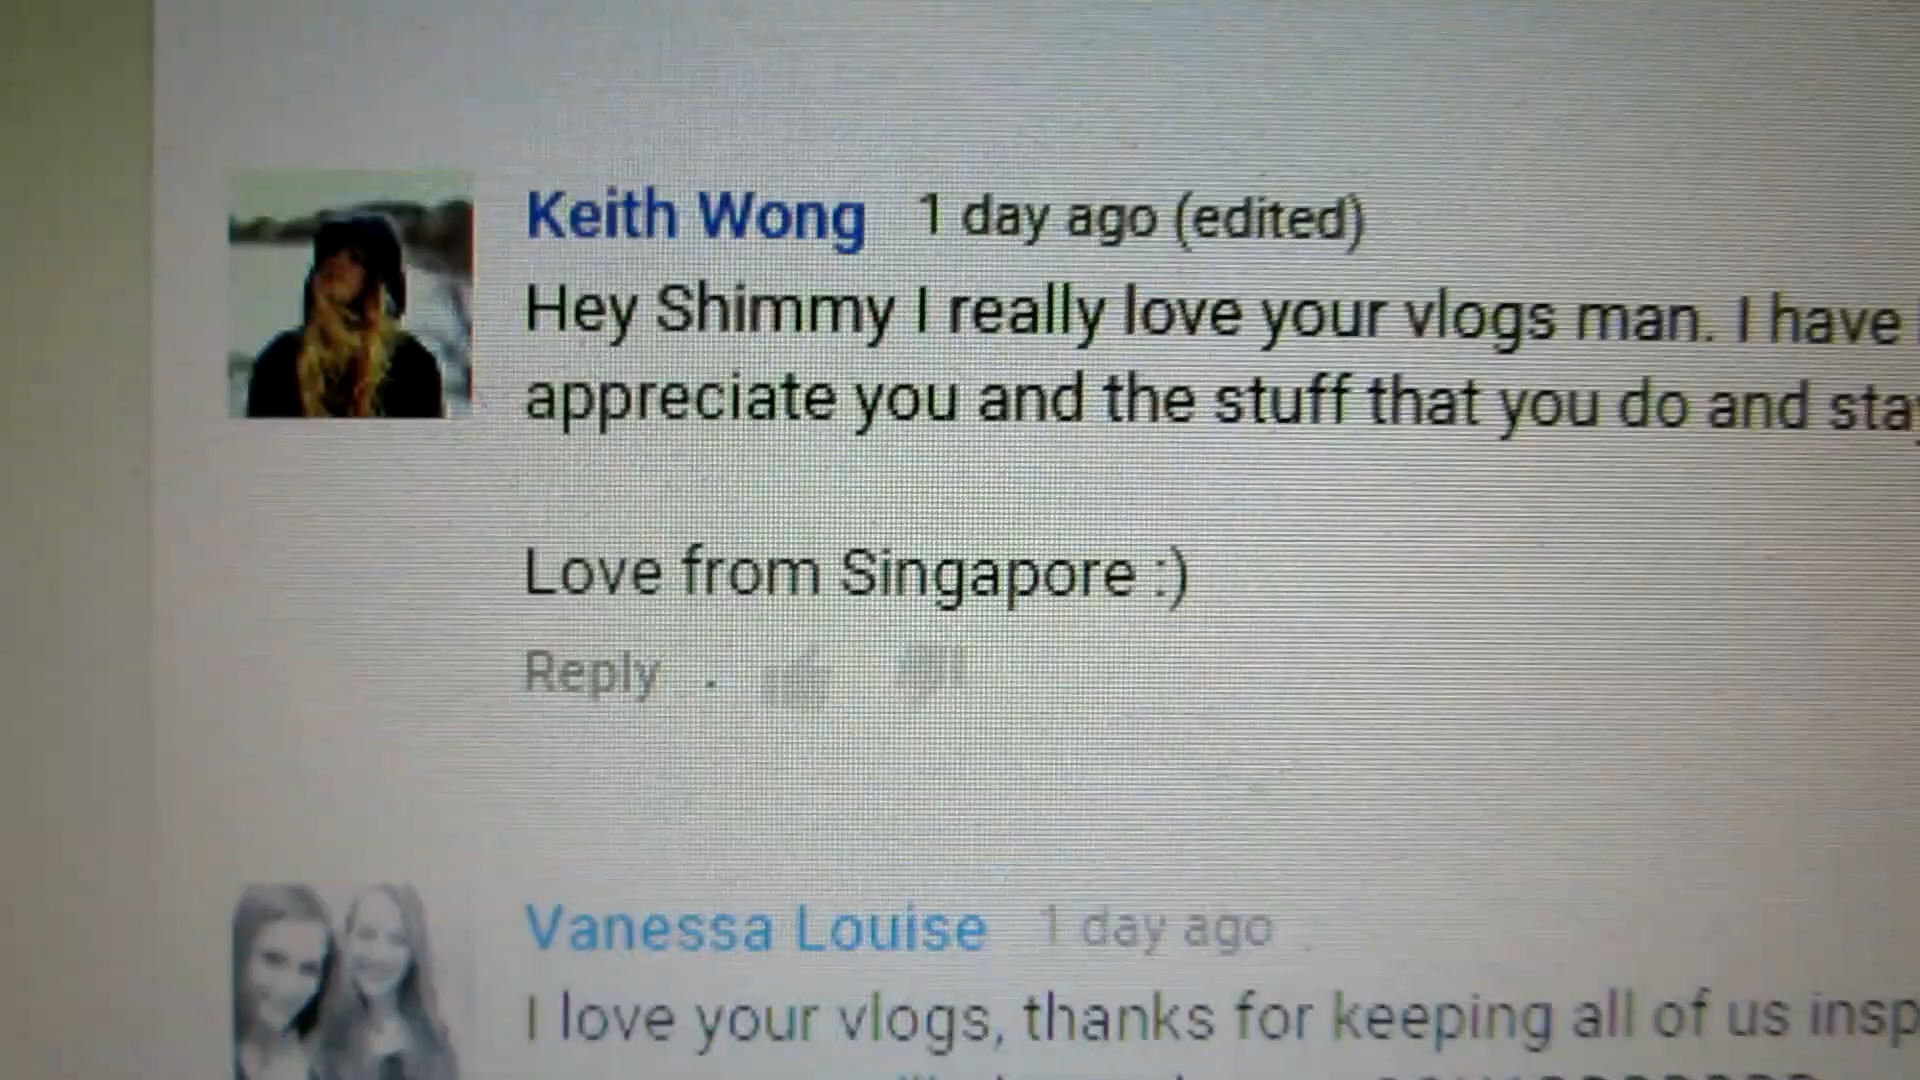 Keith Wong 1 day ago (edited)
Hey Shimmy I really love your vlogs man. I have
appreciate you and the stuff that you do and
Love from Singapore :)
Reply .
Vanessa Louise 1 day ago
I love your vlogs, thanks for keeping all of us